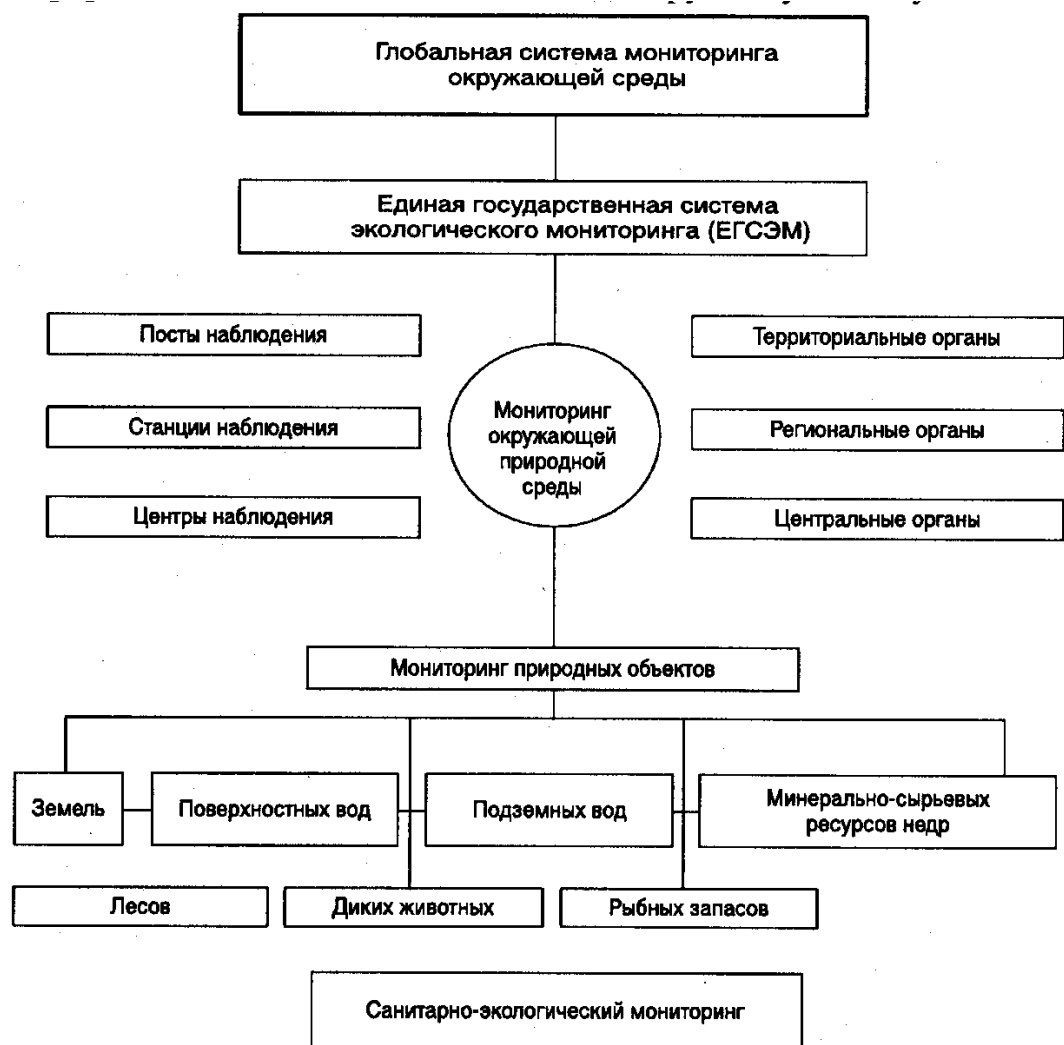 Глобальная система мониторинга
окружающей среды
Единая государственная система
экологического мониторинга (ЕГСЭМ)
Посты наблюдения
Территориальные органы
Мониторинг
окружающей
природной
среды
Станции наблюдения
Региональные органы
Центры наблюдения
Центральные органы
Мониторинг природных объектов
Земель
Поверхностных вод
Подземных вод
Минерально-сырьевых
ресурсов недр
Лесов
Диких животных
Рыбных запасов
Санитарно-экологический мониторинг